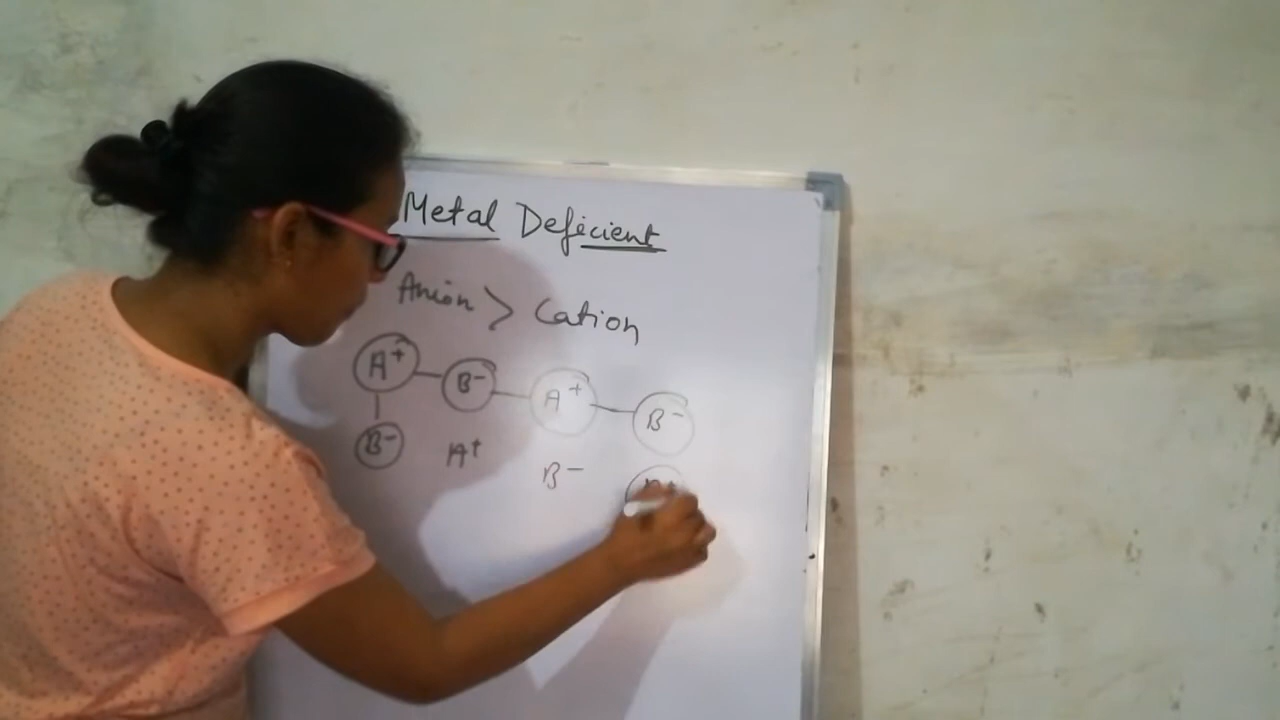 Metal Deficient
Anion > Cation
A+ B- A+ B-
B- A+ B-